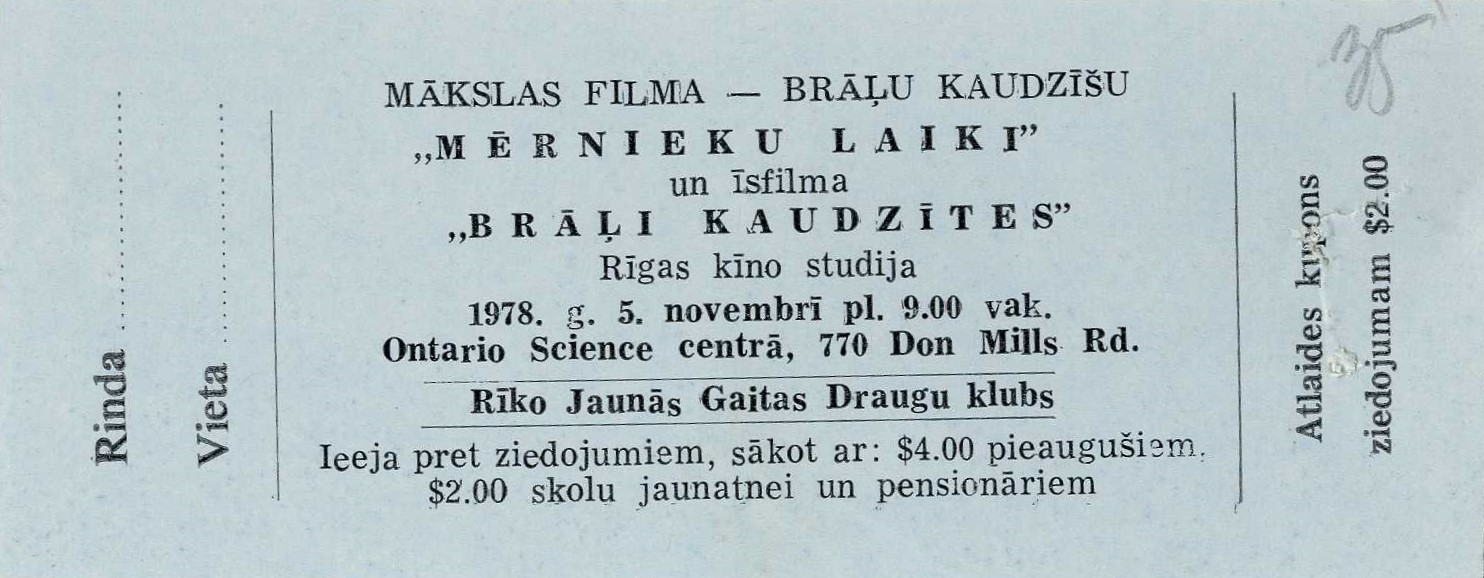 Rinda
Vieta
MĀKSLAS FILMA — BRĀĻU KAUDZĪŠU
„MĒRNIEKU LAIKI”
un īsfilma
„BRĀĻI KAUDZĪTES”
Rīgas kīno studija
1978. g. 5. novembrī pl. 9.00 vak.
Ontario Science centrā, 770 Don Mills Rd.
Rīko Jaunās Gaitas Draugu klubs
Ieeja pret ziedojumiem, sākot ar: $4.00 pieaugušiem,
$2.00 skolu jaunatnei un pensionāriem
Atlaides kupons
ziedojumam $2.00
35